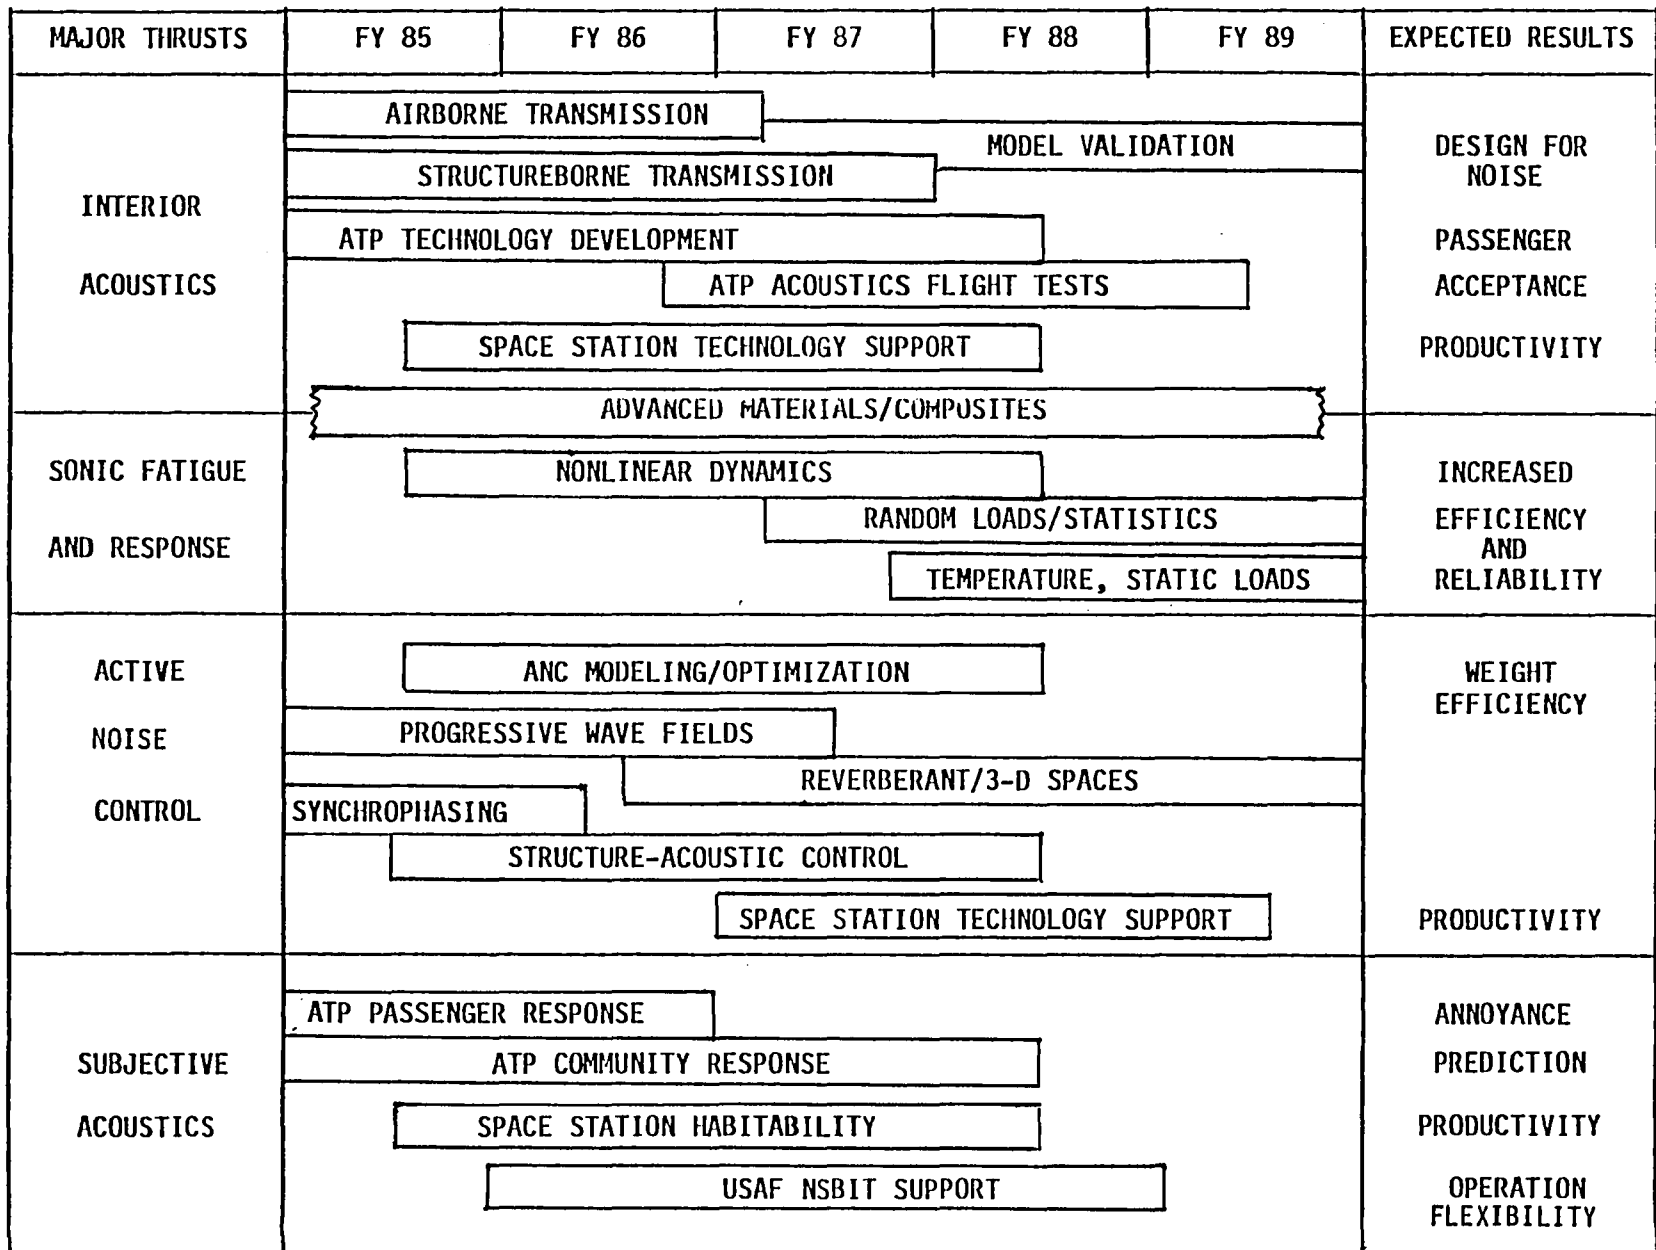 MAJOR THRUSTS FY 85 FY 86 FY 87 FY 88 FY 89 EXPECTED RESULTS
INTERIOR
ACOUSTICS
AIRBORNE TRANSMISSION
MODEL VALIDATION
STRUCTUREBORNE TRANSMISSION
ATP TECHNOLOGY DEVELOPMENT
ATP ACOUSTICS FLIGHT TESTS
SPACE STATION TECHNOLOGY SUPPORT
DESIGN FOR
NOISE
PASSENGER
ACCEPTANCE
PRODUCTIVITY
ADVANCED MATERIALS/COMPOSITES
SONIC FATIGUE
AND RESPONSE
NONLINEAR DYNAMICS
RANDOM LOADS/STATISTICS
TEMPERATURE, STATIC LOADS
INCREASED
EFFICIENCY
AND
RELIABILITY
ACTIVE
NOISE
CONTROL
ANC MODELING/OPTIMIZATION
PROGRESSIVE WAVE FIELDS
REVERBERANT/3-D SPACES
SYNCHROPHASING
STRUCTURE-ACOUSTIC CONTROL
SPACE STATION TECHNOLOGY SUPPORT
WEIGHT
EFFICIENCY
PRODUCTIVITY
SUBJECTIVE
ACOUSTICS
ATP PASSENGER RESPONSE
ATP COMMUNITY RESPONSE
SPACE STATION HABITABILITY
USAF NSBIT SUPPORT
ANNOYANCE
PREDICTION
PRODUCTIVITY
OPERATION
FLEXIBILITY